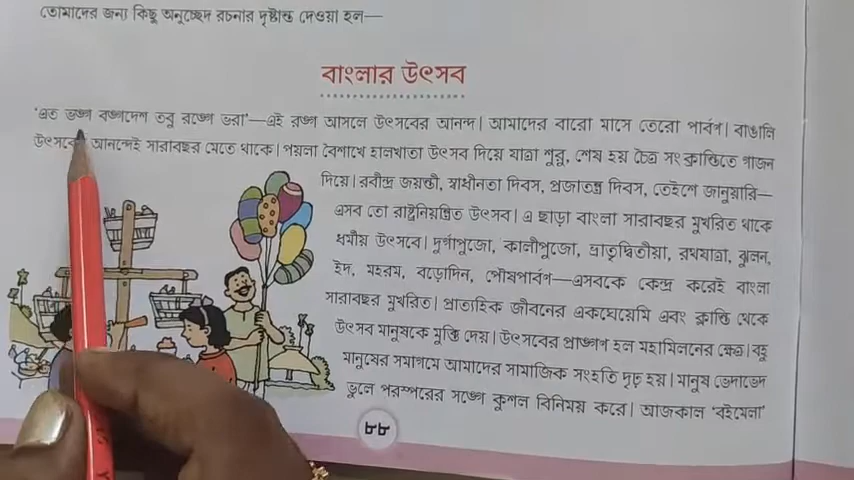 তোমাদের জন্য কিছু অনুচ্ছেদ রচনার দৃষ্টান্ত দেওয়া হল—
বাংলার উৎসব
'এত ভঙ্গ বঙ্গদেশ তবু রঙ্গে ভরা'—এই রঙ্গ আসলে উৎসবের আনন্দ। আমাদের বারো মাসে তেরো পার্বণ। বাঙালি
উৎসবের আনন্দেই সারাবছর মেতে থাকে। পয়লা বৈশাখে হালখাতা উৎসব দিয়ে যাত্রা শুরু, শেষ হয় চৈত্র সংক্রান্তিতে গাজন
দিয়ে। রবীন্দ্র জয়ন্তী, স্বাধীনতা দিবস, প্রজাতন্ত্র দিবস, তেইশে জানুয়ারি—
এসব তো রাষ্ট্রনিয়ন্ত্রিত উৎসব। এ ছাড়া বাংলা সারাবছর মুখরিত থাকে
ধর্মীয় উৎসবে। দুর্গাপুজো, কালীপুজো, ভ্রাতৃদ্বিতীয়া, রথযাত্রা, ঝুলন,
ইদ, মহরম, বড়োদিন, পৌষপার্বণ—এসবকে কেন্দ্র করেই বাংলা
সারাবছর মুখরিত। প্রাত্যহিক জীবনের একঘেয়েমি এবং ক্লান্তি থেকে
উৎসব মানুষকে মুক্তি দেয়। উৎসবের প্রাঙ্গণ হল মহামিলনের ক্ষেত্র। বহু
মানুষের সমাগমে আমাদের সামাজিক সংহতি দৃঢ় হয়। মানুষ ভেদাভেদ
ভুলে পরস্পরের সঙ্গে কুশল বিনিময় করে। আজকাল 'বইমেলা'
৮৮